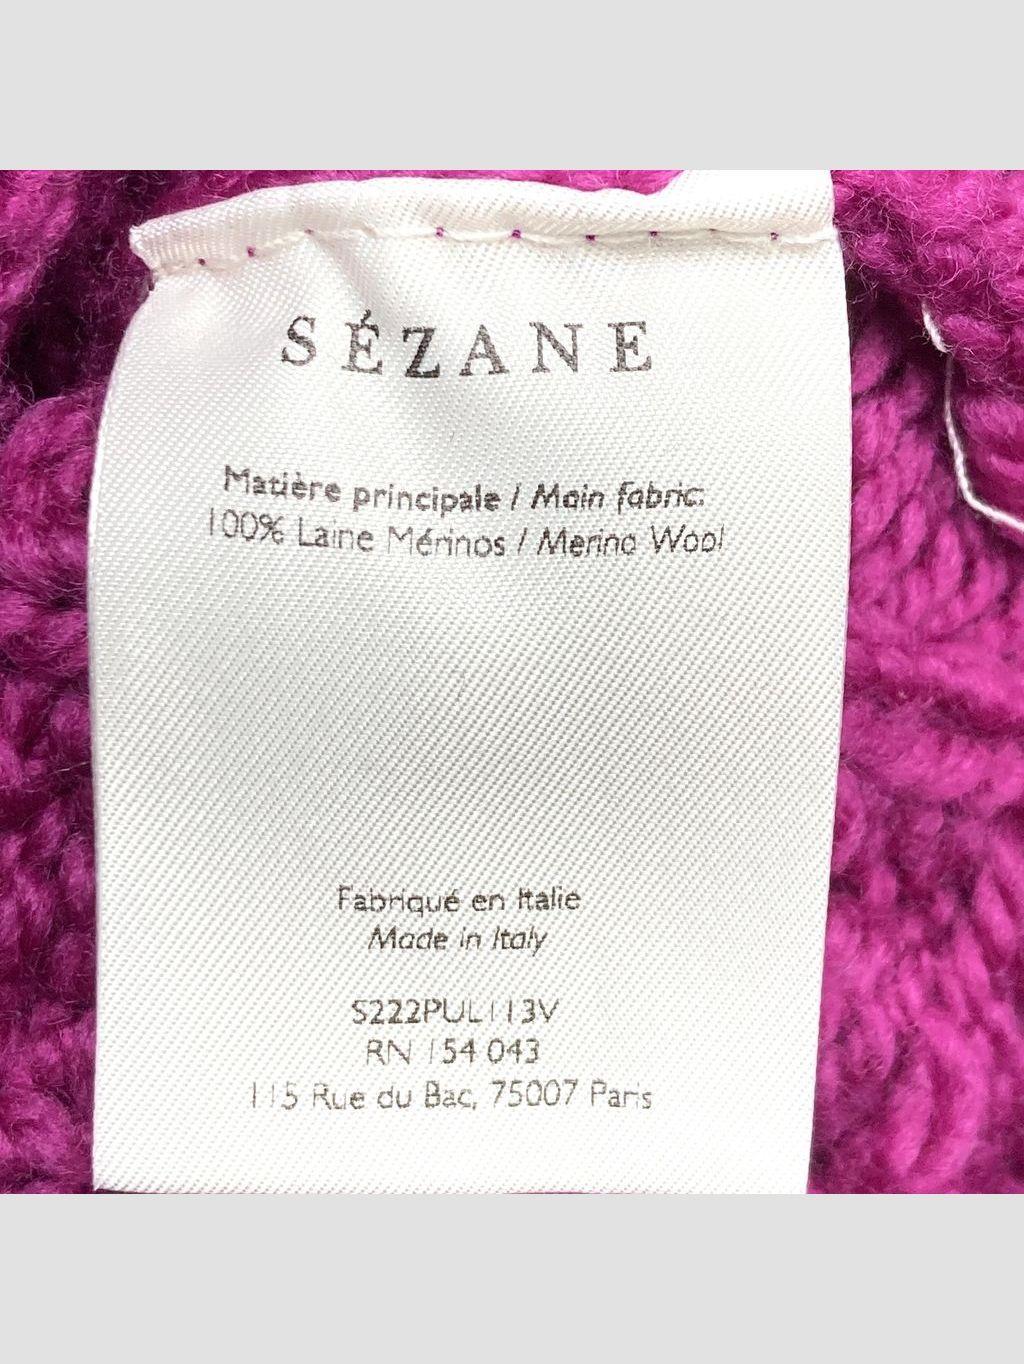 SÉZANE
Matière principale / Main fabric:
100% Laine Mérinos / Merino Wool
Fabriqué en Italie
Made in Italy
S222PUL113V
RN 154 043
115 Rue du Bac, 75007 Paris